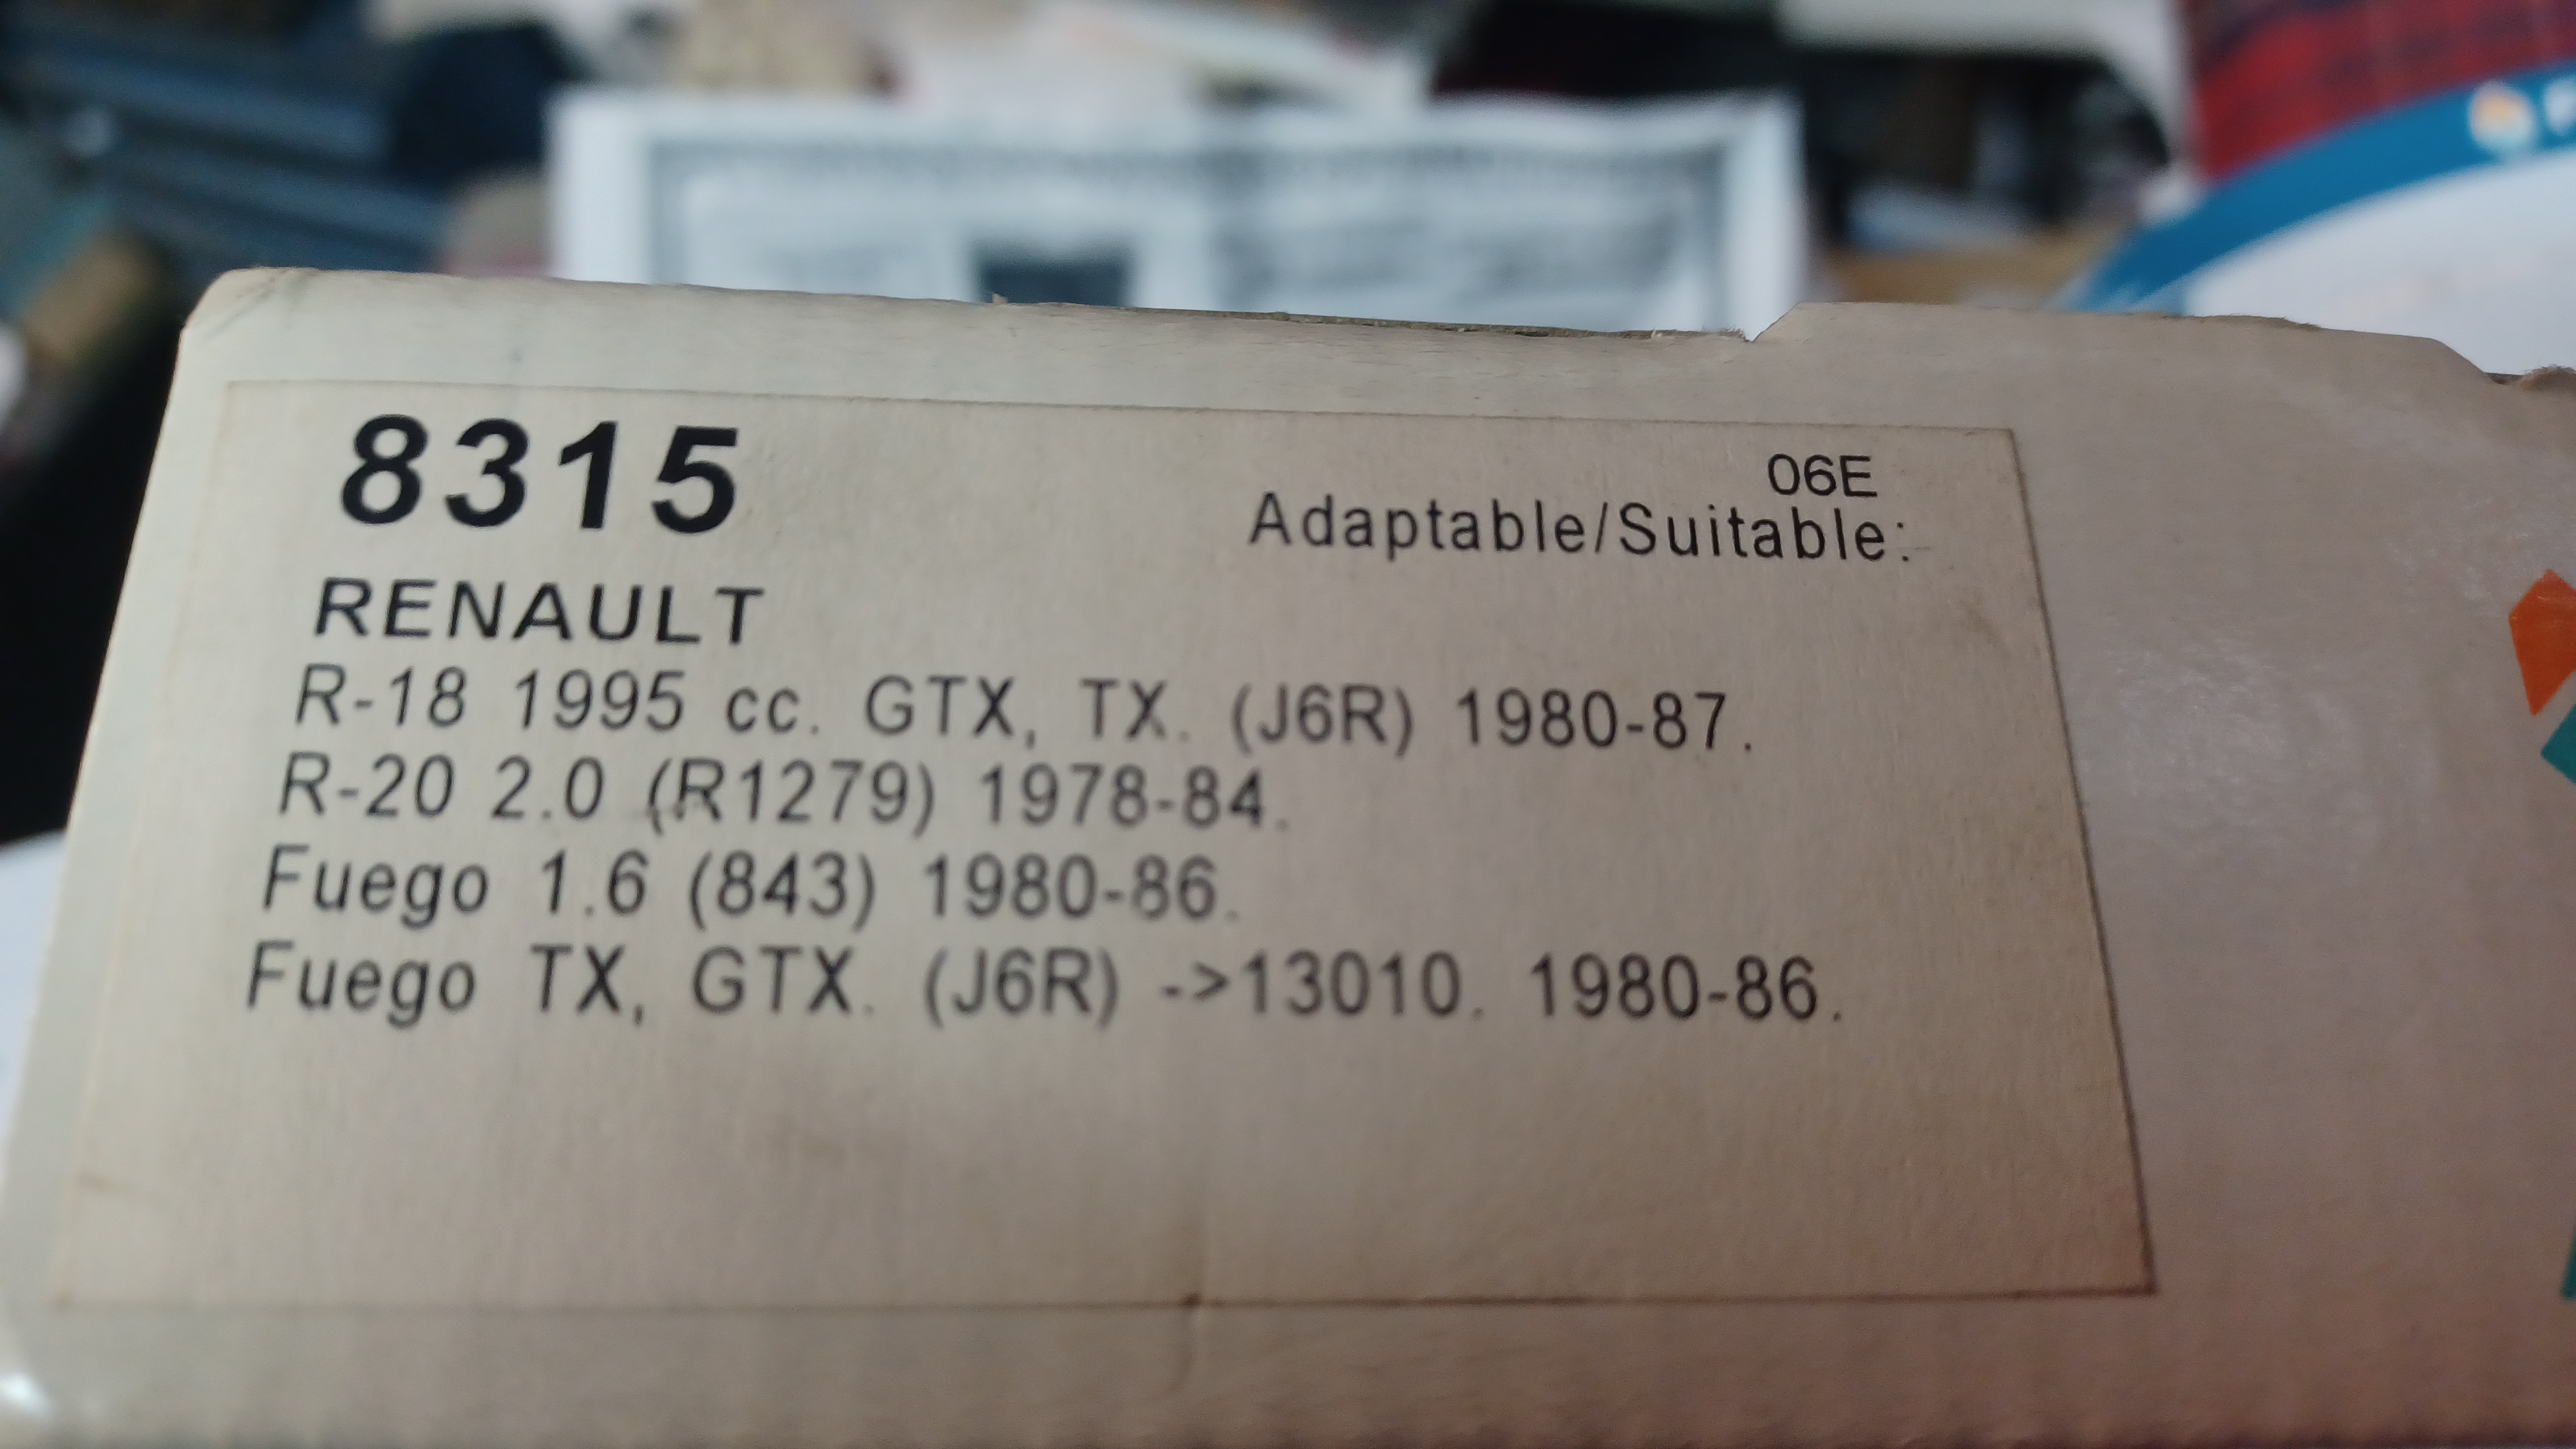 8315
06E
Adaptable/Suitable:
RENAULT
R-18 1995 cc. GTX, TX. (J6R) 1980-87.
R-20 2.0 (R1279) 1978-84.
Fuego 1.6 (843) 1980-86.
Fuego TX, GTX. (J6R) ->13010. 1980-86.